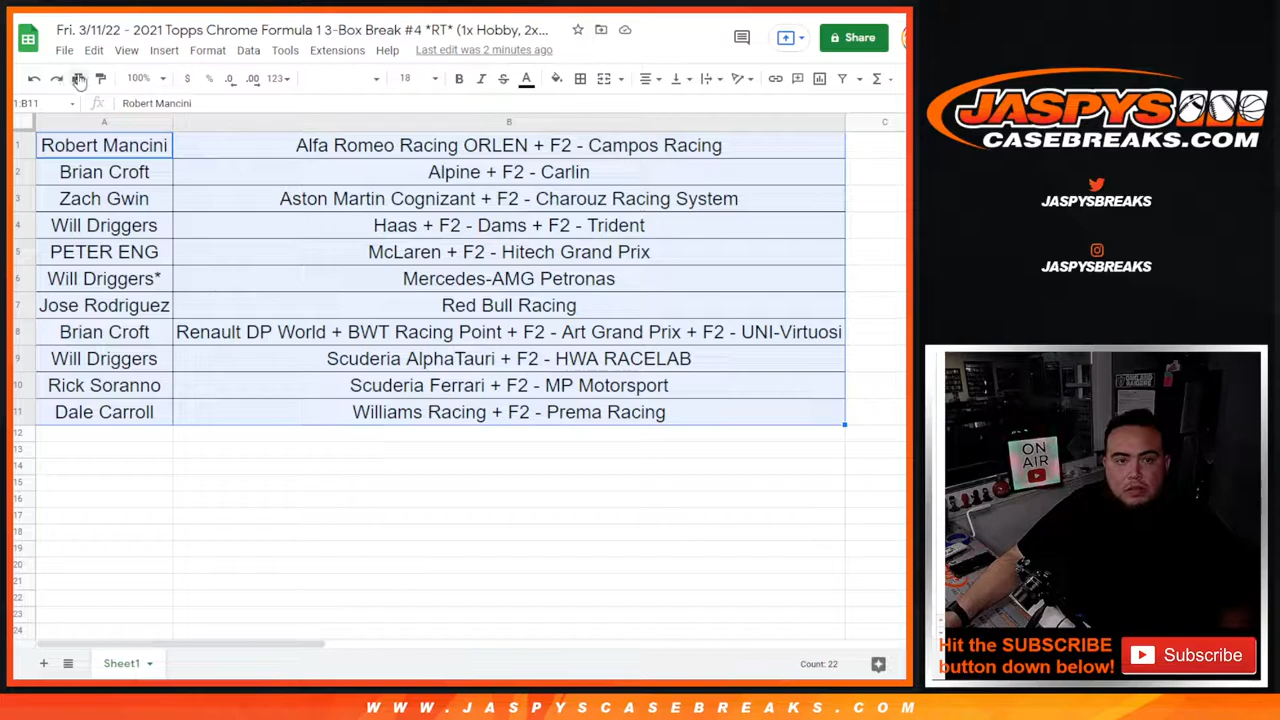 Fri. 3/11/22 - 2021 Topps Chrome Formula 1 3-Box Break #4 *RT* (1x Hobby, 2x...
File Edit View Insert Format Data Tools Extensions Help Last edit was 2 minutes ago
Share
100% $ % .0 .00 123 18 B I S A
1:B11 fx Robert Mancini
A B C
1 Robert Mancini Alfa Romeo Racing ORLEN + F2 - Campos Racing
2 Brian Croft Alpine + F2 - Carlin
3 Zach Gwin Aston Martin Cognizant + F2 - Charouz Racing System
4 Will Driggers Haas + F2 - Dams + F2 - Trident
5 PETER ENG McLaren + F2 - Hitech Grand Prix
6 Will Driggers* Mercedes-AMG Petronas
7 Jose Rodriguez Red Bull Racing
8 Brian Croft Renault DP World + BWT Racing Point + F2 - Art Grand Prix + F2 - UNI-Virtuosi
9 Will Driggers Scuderia AlphaTauri + F2 - HWA RACELAB
10 Rick Soranno Scuderia Ferrari + F2 - MP Motorsport
11 Dale Carroll Williams Racing + F2 - Prema Racing
12
13
14
15
16
17
18
19
20
21
22
23
24
Sheet1 Count: 22
JASPYS
CASEBREAKS.COM
JASPYSBREAKS
JASPYSBREAKS
ON
AIR
Hit the SUBSCRIBE
button down below!
Subscribe
WWW.JASPYSCASEBREAKS.COM